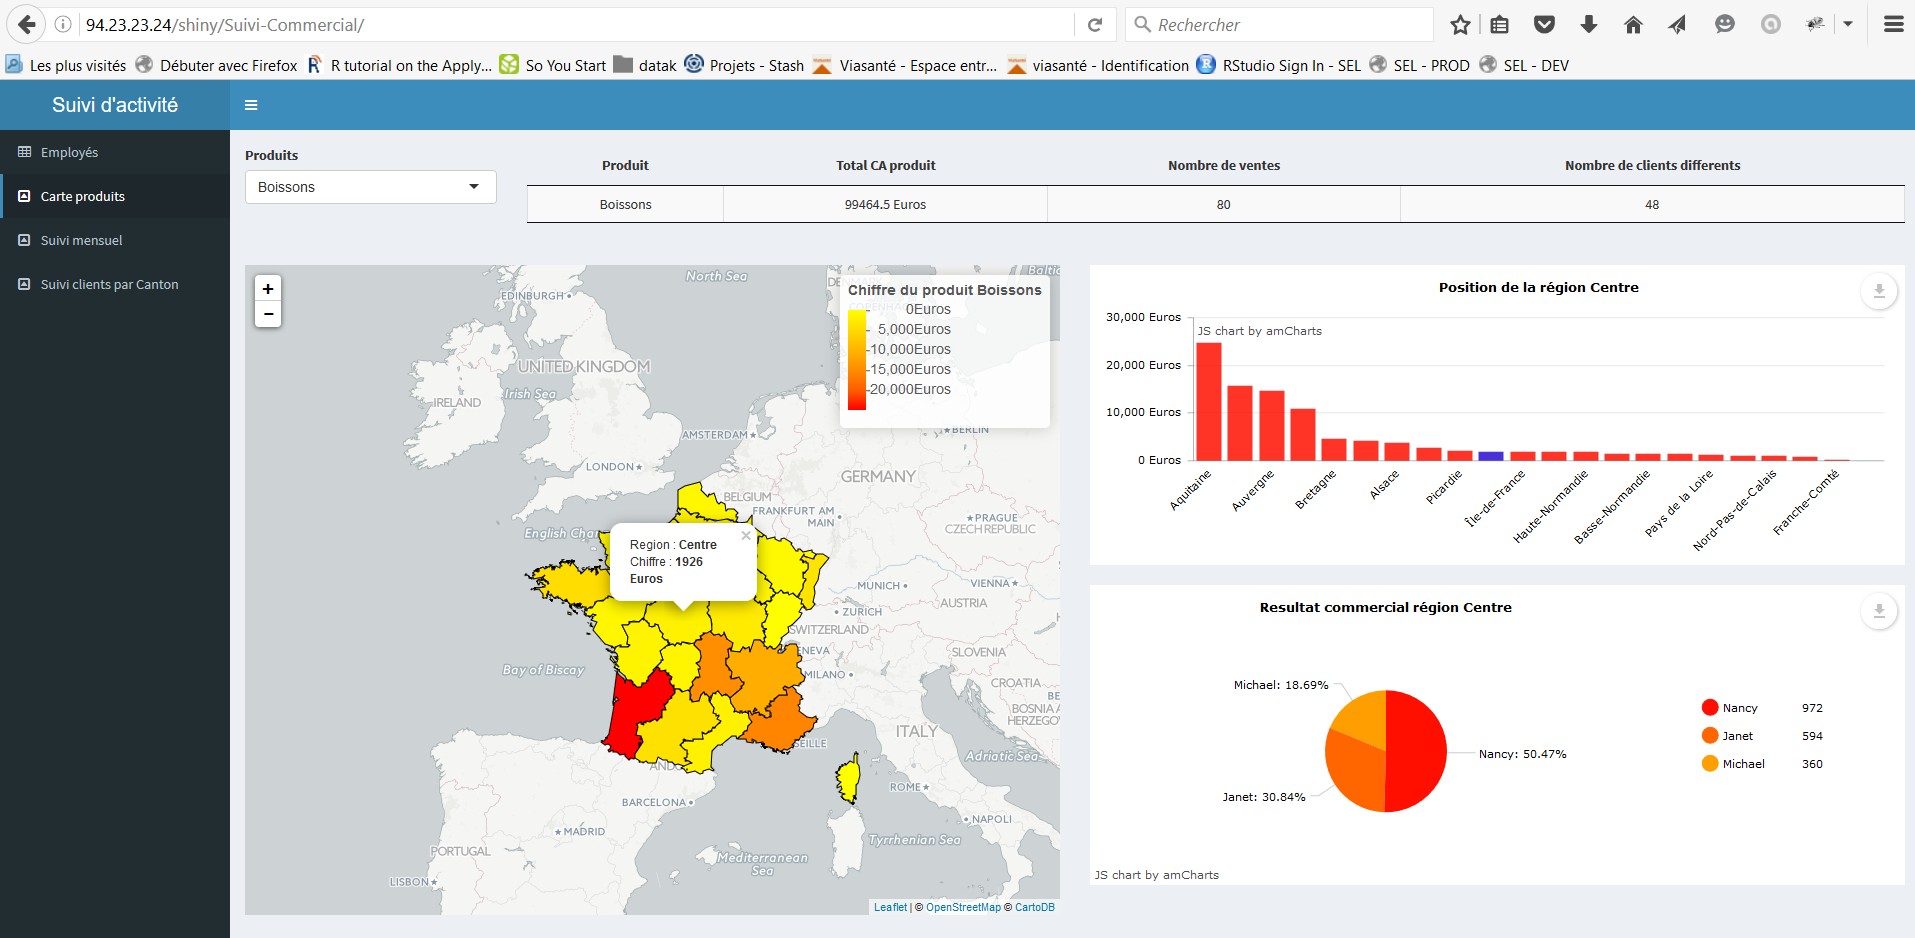 94.23.23.24/shiny/Suivi-Commercial/
Rechercher
Les plus visités
Débuter avec Firefox
R tutorial on the Apply...
So You Start
datak
Projets - Stash
Viasanté - Espace entr...
viasanté - Identification
RStudio Sign In - SEL
SEL - PROD
SEL - DEV
Suivi d'activité
Employés
Carte produits
Suivi mensuel
Suivi clients par Canton
Produits
Boissons
Produit Total CA produit Nombre de ventes Nombre de clients differents
Boissons 99464.5 Euros 80 48
+
−
Chiffre du produit Boissons
0Euros
5,000Euros
10,000Euros
15,000Euros
20,000Euros
North Sea
EDINBURGH
UNITED KINGDOM
Irish Sea
IRELAND
AMSTERDAM
BERLIN
LONDON
GERMANY
BELGIUM
FRANKFURT AM MAIN
PRAGUE
CZECH REPUBLIC
English Cha
Region : Centre
Chiffre : 1926
Euros
×
MUNICH
VIENNA
AUSTRIA
ZURICH
SWITZERLAND
ENEVA
SLOVENIA
Bay of Biscay
MILANO
CROATIA
BE
BOSNIA A
HERZEGO
ITALY
SEILLE
Adriatic Sea
AND
ROME
BARCELONA
NAPOLI
MADRID
Tyrrhenian Sea
PORTUGAL
Mediterranean Sea
LISBON
Leaflet | © OpenStreetMap © CartoDB
Position de la région Centre
30,000 Euros
20,000 Euros
10,000 Euros
0 Euros
JS chart by amCharts
Aquitaine
Auvergne
Bretagne
Alsace
Picardie
Île-de-France
Haute-Normandie
Basse-Normandie
Pays de la Loire
Nord-Pas-de-Calais
Franche-Comté
Resultat commercial région Centre
Michael: 18.69%
Nancy: 50.47%
Janet: 30.84%
Nancy 972
Janet 594
Michael 360
JS chart by amCharts